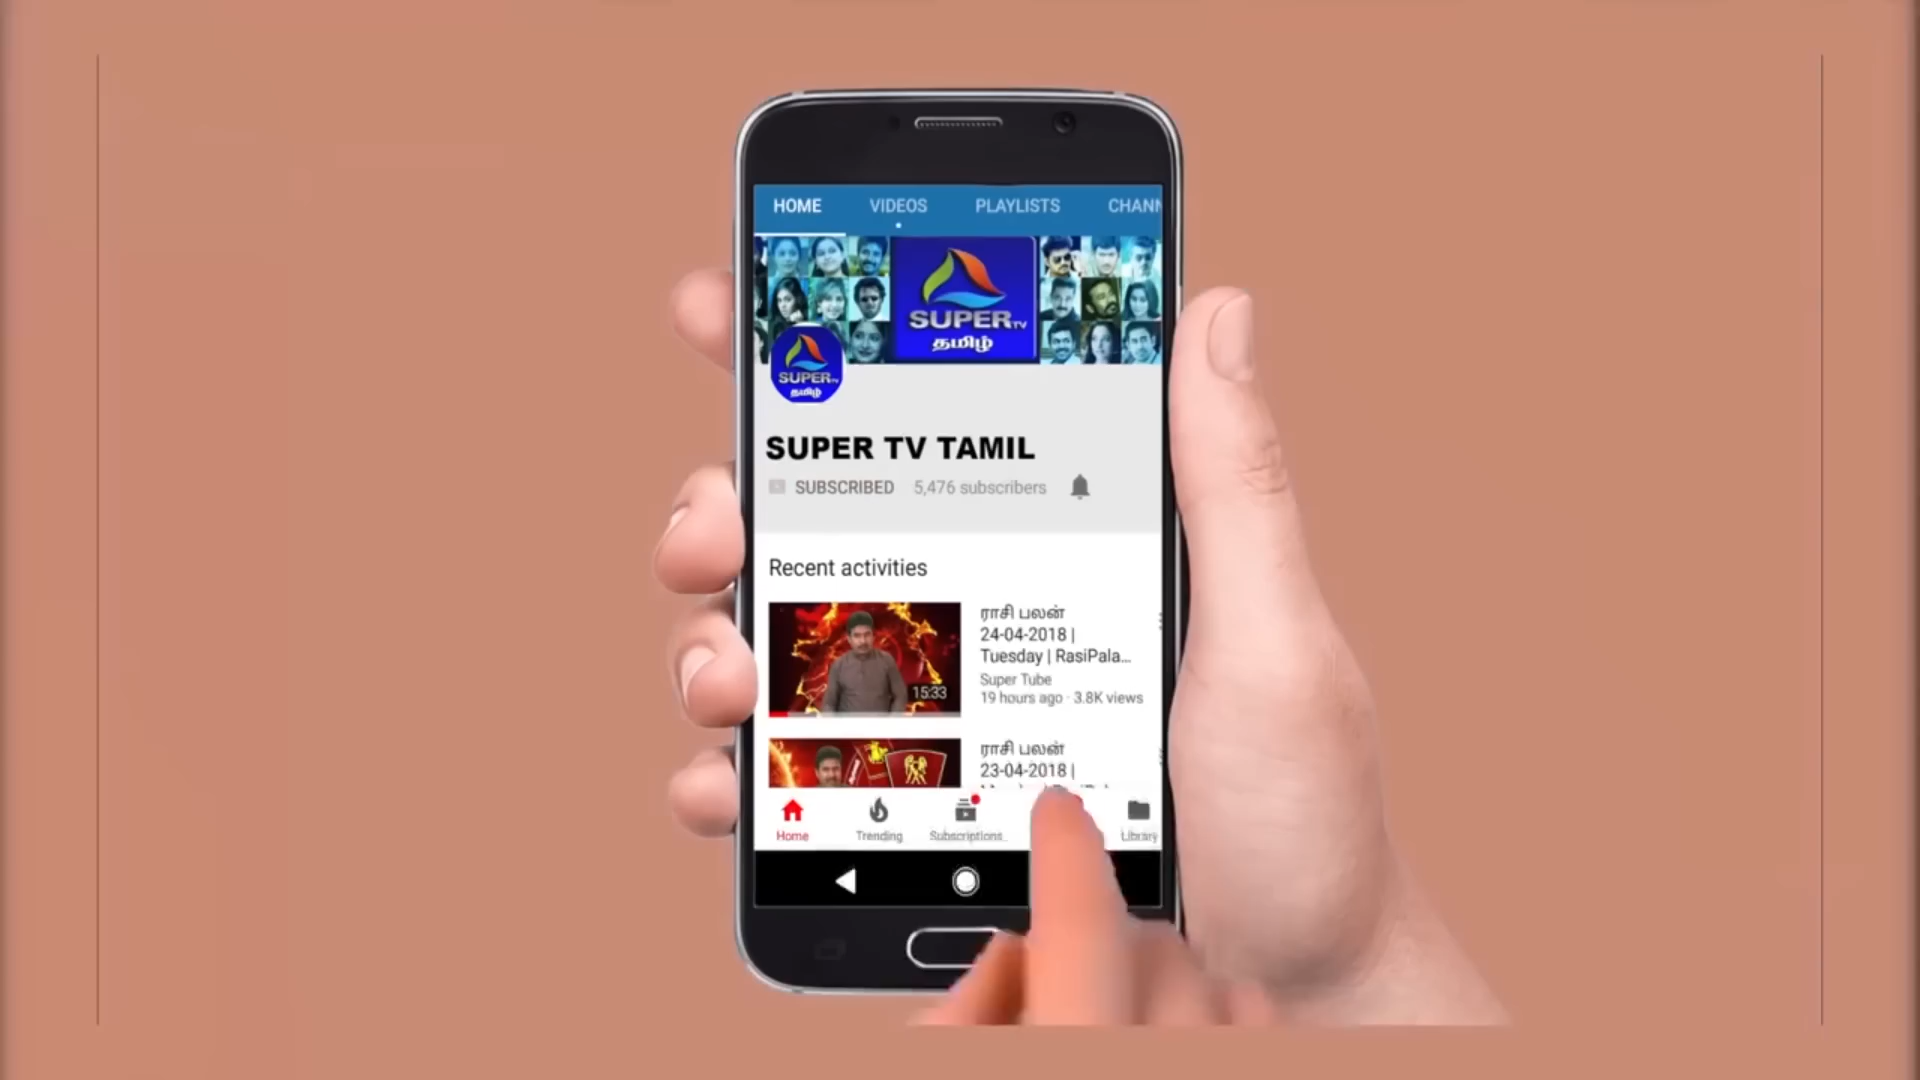 HOME VIDEOS PLAYLISTS CHANN
SUPER TV
தமிழ்
SUPER TV
தமிழ்
SUPER TV TAMIL
SUBSCRIBED 5,476 subscribers
Recent activities
ராசி பலன்
24-04-2018 |
Tuesday | RasiPala...
Super Tube
19 hours ago · 3.8K views
15:33
ராசி பலன்
23-04-2018 |
Home Trending Subscriptions Library